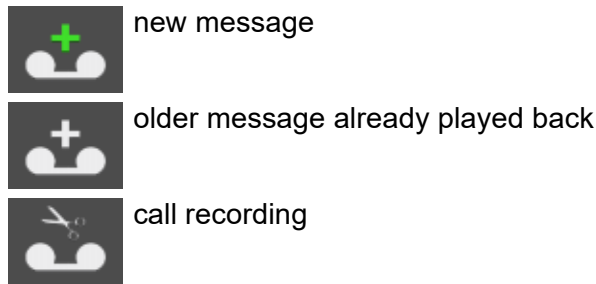 new message
older message already played back
call recording